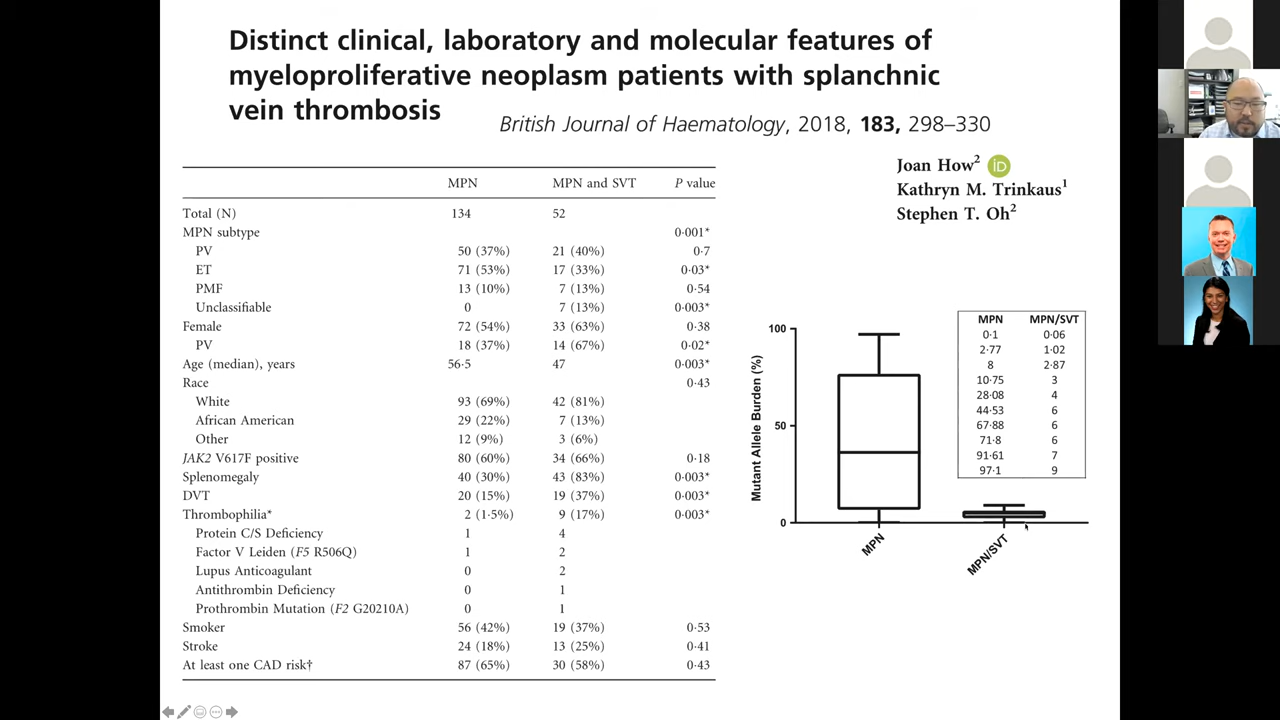 Distinct clinical, laboratory and molecular features of
myeloproliferative neoplasm patients with splanchnic
vein thrombosis
British Journal of Haematology, 2018, 183, 298–330
Joan How2 iD
Kathryn M. Trinkaus1
Stephen T. Oh2
MPN MPN and SVT P value
Total (N) 134 52
MPN subtype 0·001*
PV 50 (37%) 21 (40%) 0·7
ET 71 (53%) 17 (33%) 0·03*
PMF 13 (10%) 7 (13%) 0·54
Unclassifiable 0 7 (13%) 0·003*
Female 72 (54%) 33 (63%) 0·38
PV 18 (37%) 14 (67%) 0·02*
Age (median), years 56·5 47 0·003*
Race 0·43
White 93 (69%) 42 (81%)
African American 29 (22%) 7 (13%)
Other 12 (9%) 3 (6%)
JAK2 V617F positive 80 (60%) 34 (66%) 0·18
Splenomegaly 40 (30%) 43 (83%) 0·003*
DVT 20 (15%) 19 (37%) 0·003*
Thrombophilia* 2 (1·5%) 9 (17%) 0·003*
Protein C/S Deficiency 1 4
Factor V Leiden (F5 R506Q) 1 2
Lupus Anticoagulant 0 2
Antithrombin Deficiency 0 1
Prothrombin Mutation (F2 G20210A) 0 1
Smoker 56 (42%) 19 (37%) 0·53
Stroke 24 (18%) 13 (25%) 0·41
At least one CAD risk† 87 (65%) 30 (58%) 0·43
Mutant Allele Burden (%)
100
50
0
MPN
MPN/SVT
MPN MPN/SVT
0·1 0·06
2·77 1·02
8 2·87
10·75 3
28·08 4
44·53 6
67·88 6
71·8 6
91·61 7
97·1 9